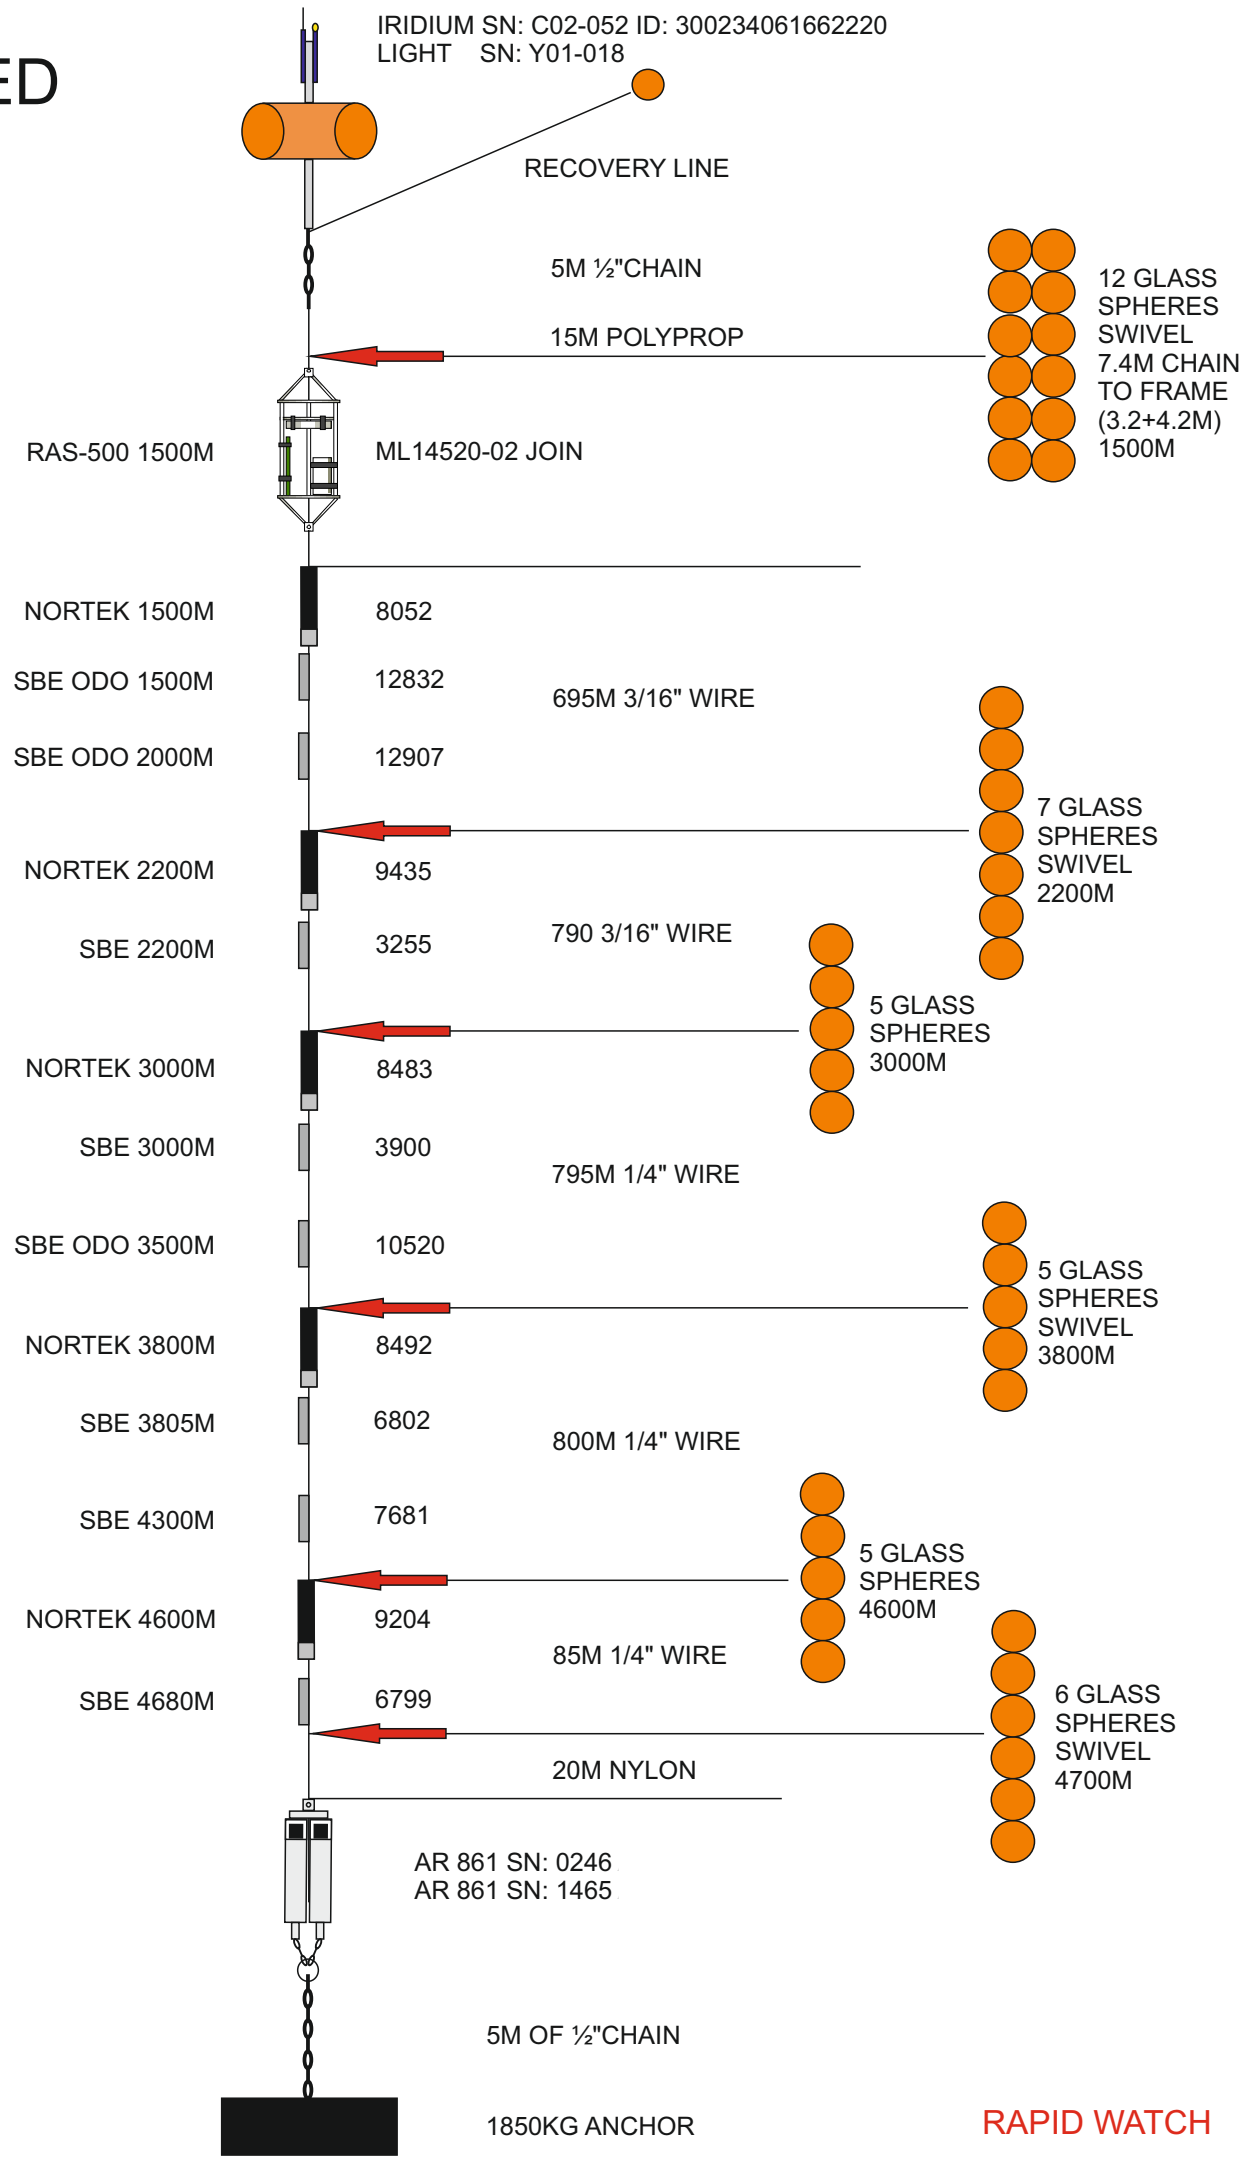 IRIDIUM SN: C02-052 ID: 300234061662220
LIGHT SN: Y01-018
ED
RECOVERY LINE
5M ½"CHAIN
15M POLYPROP
12 GLASS
SPHERES
SWIVEL
7.4M CHAIN
TO FRAME
(3.2+4.2M)
1500M
RAS-500 1500M
ML14520-02 JOIN
NORTEK 1500M
8052
SBE ODO 1500M
12832
695M 3/16" WIRE
SBE ODO 2000M
12907
7 GLASS
SPHERES
SWIVEL
2200M
NORTEK 2200M
9435
SBE 2200M
3255
790 3/16" WIRE
5 GLASS
SPHERES
3000M
NORTEK 3000M
8483
SBE 3000M
3900
795M 1/4" WIRE
SBE ODO 3500M
10520
5 GLASS
SPHERES
SWIVEL
3800M
NORTEK 3800M
8492
SBE 3805M
6802
800M 1/4" WIRE
SBE 4300M
7681
5 GLASS
SPHERES
4600M
NORTEK 4600M
9204
85M 1/4" WIRE
SBE 4680M
6799
6 GLASS
SPHERES
SWIVEL
4700M
20M NYLON
AR 861 SN: 0246
AR 861 SN: 1465
5M OF ½"CHAIN
1850KG ANCHOR
RAPID WATCH